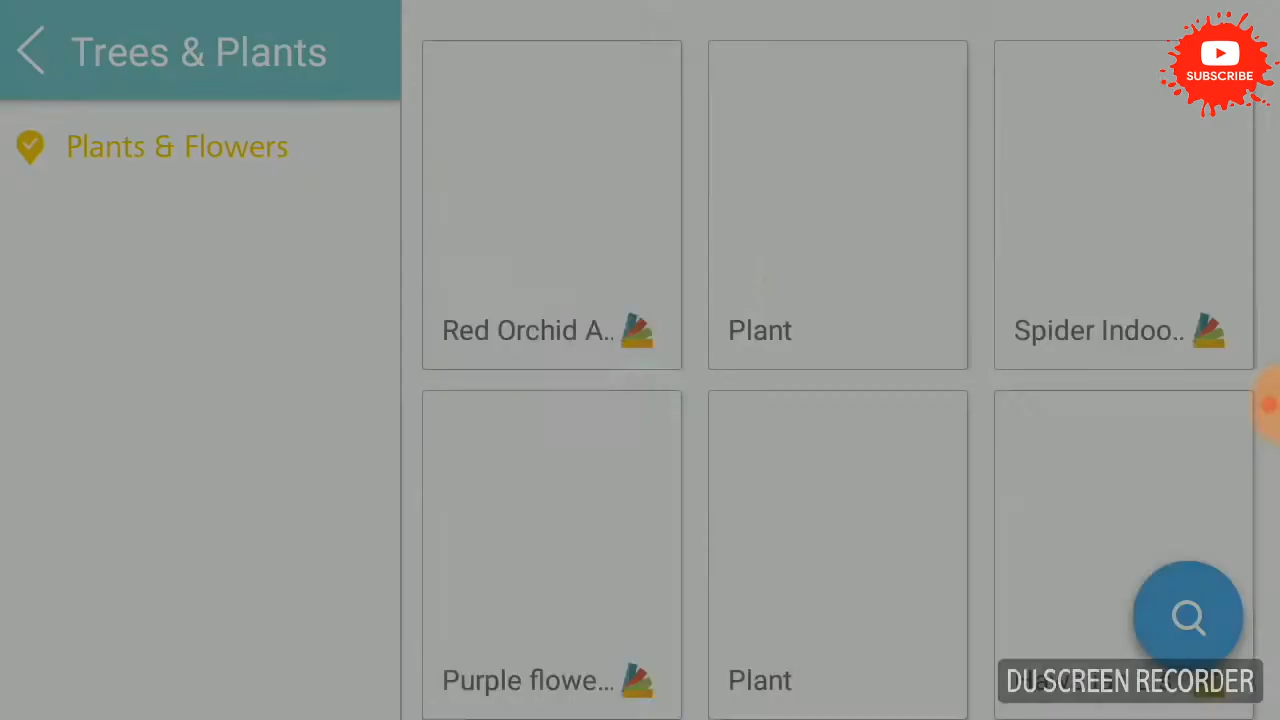 Trees & Plants
SUBSCRIBE
Plants & Flowers
Red Orchid A..
Plant
Spider Indoo..
Purple flowe...
Plant
DU SCREEN RECORDER